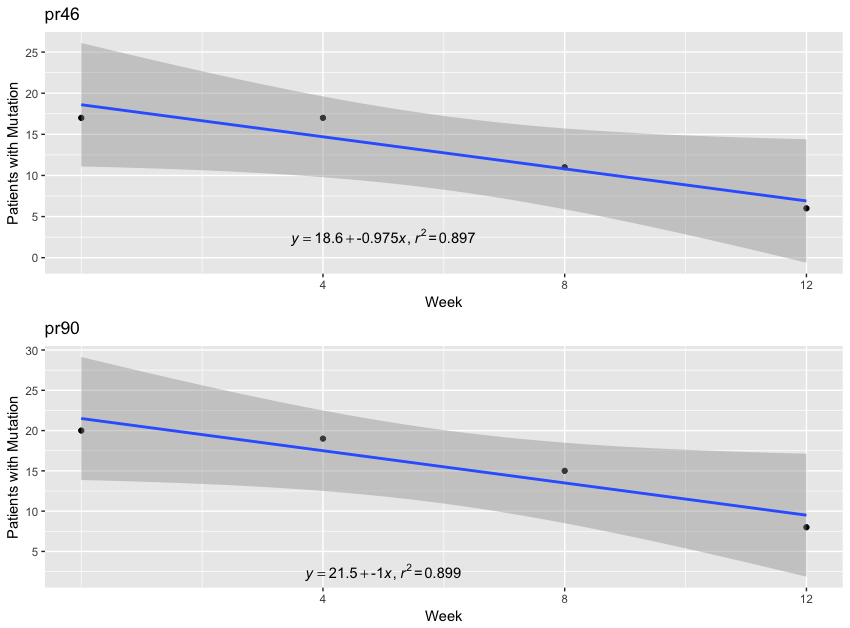 pr46
25
20
15
10
5
0
Patients with Mutation
y = 18.6 + -0.975x, r² = 0.897
4 8 12
Week
pr90
30
25
20
15
10
5
Patients with Mutation
y = 21.5 + -1x, r² = 0.899
4 8 12
Week